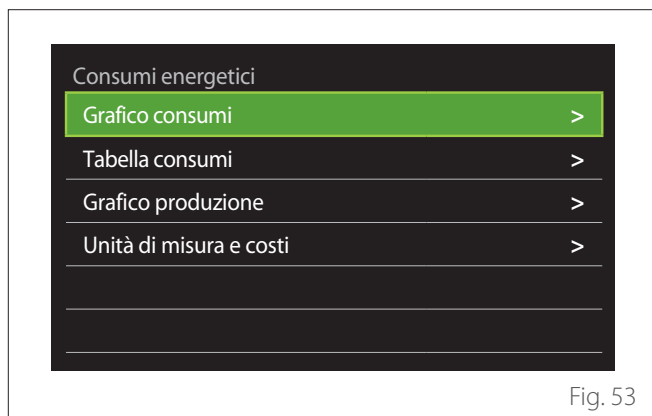 Consumi energetici
Grafico consumi >
Tabella consumi >
Grafico produzione >
Unità di misura e costi >
Fig. 53